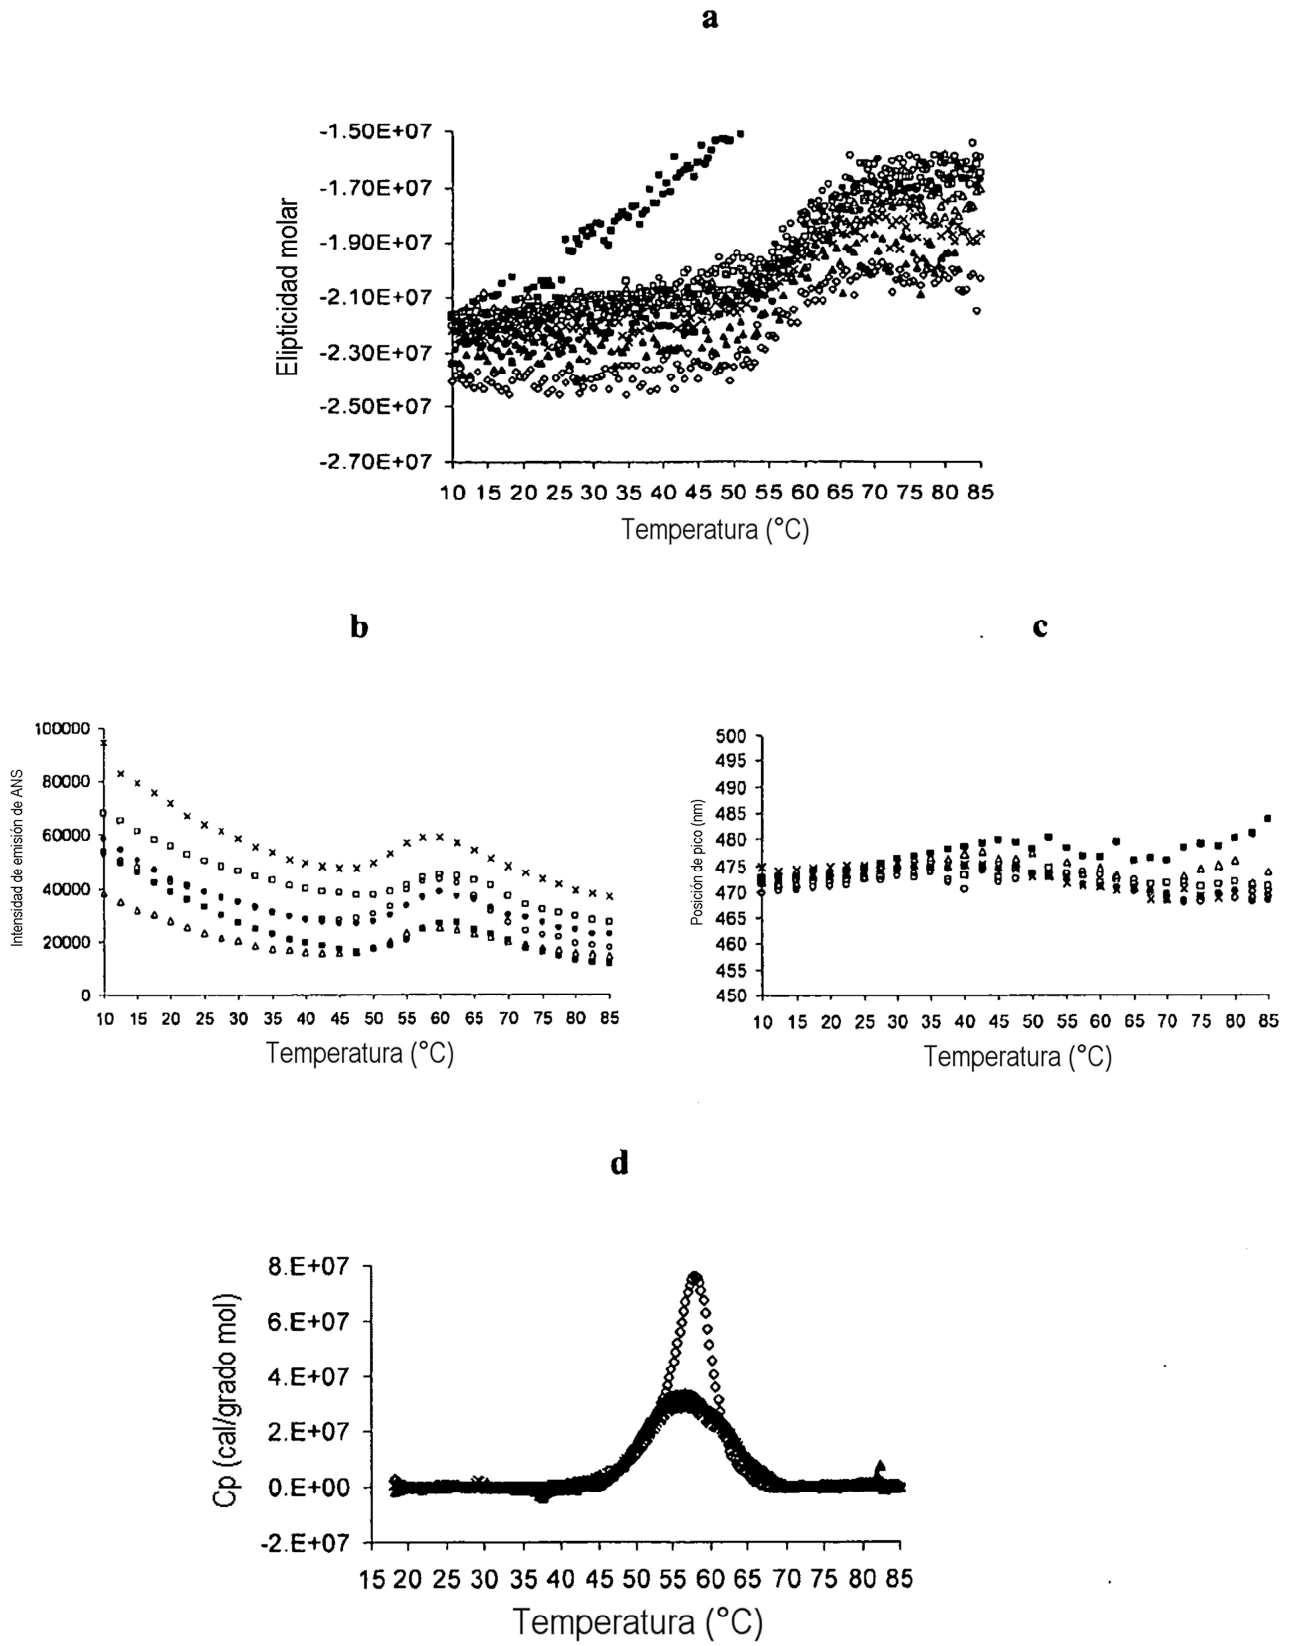 a
-1.50E+07
-1.70E+07
-1.90E+07
-2.10E+07
-2.30E+07
-2.50E+07
-2.70E+07
Elipticidad molar
10 15 20 25 30 35 40 45 50 55 60 65 70 75 80 85
Temperatura (°C)
b
100000
80000
60000
40000
20000
0
Intensidad de emisión de ANS
10 15 20 25 30 35 40 45 50 55 60 65 70 75 80 85
Temperatura (°C)
c
500
495
490
485
480
475
470
465
460
455
450
Posición de pico (nm)
10 15 20 25 30 35 40 45 50 55 60 65 70 75 80 85
Temperatura (°C)
d
8.E+07
6.E+07
4.E+07
2.E+07
0.E+00
-2.E+07
Cp (cal/grado mol)
15 20 25 30 35 40 45 50 55 60 65 70 75 80 85
Temperatura (°C)